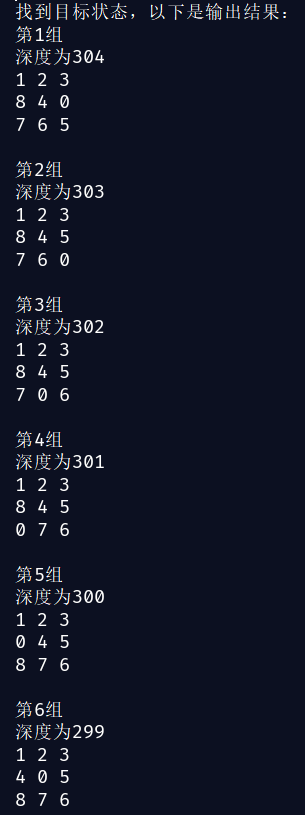 找到目标状态，以下是输出结果：
第1组
深度为304
1 2 3
8 4 0
7 6 5
第2组
深度为303
1 2 3
8 4 5
7 6 0
第3组
深度为302
1 2 3
8 4 5
7 0 6
第4组
深度为301
1 2 3
8 4 5
0 7 6
第5组
深度为300
1 2 3
0 4 5
8 7 6
第6组
深度为299
1 2 3
4 0 5
8 7 6